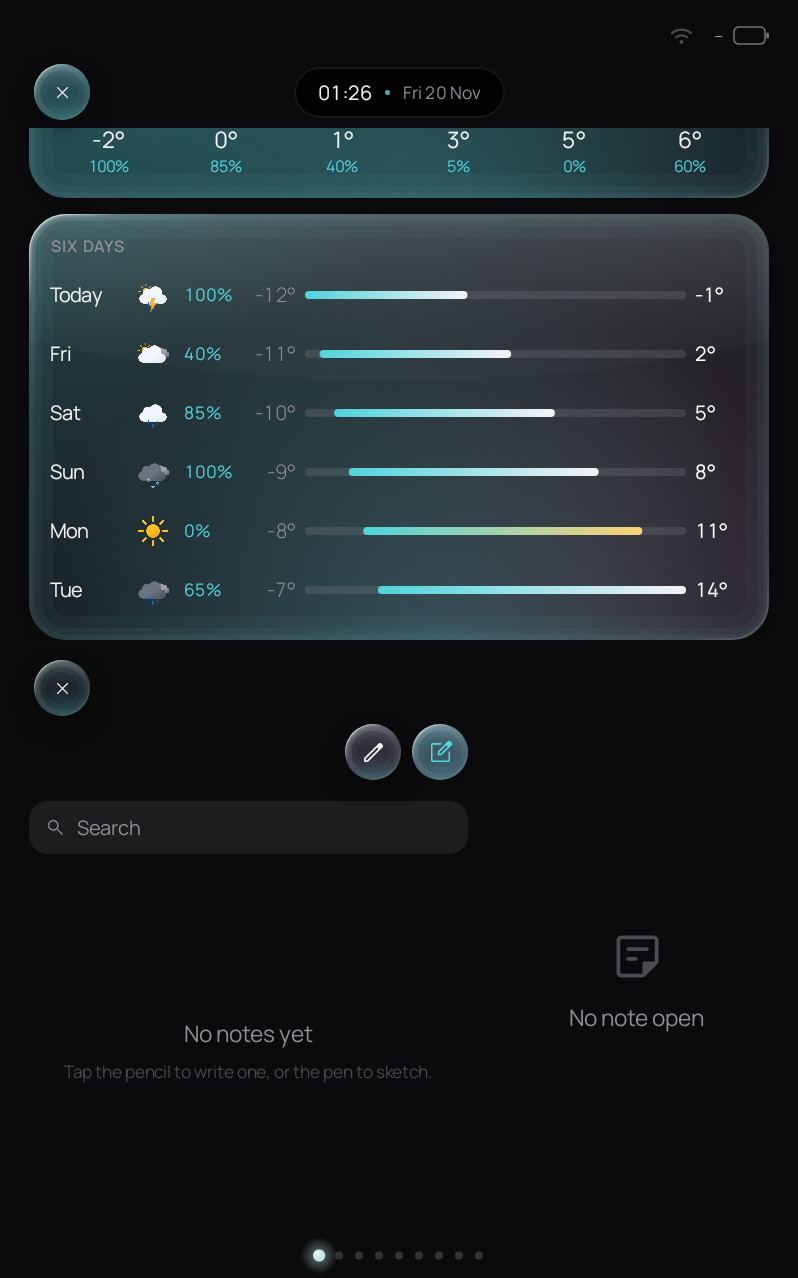 –
01:26 • Fri 20 Nov
-2° 0° 1° 3° 5° 6°
100% 85% 40% 5% 0% 60%
SIX DAYS
Today 100% -12° -1°
Fri 40% -11° 2°
Sat 85% -10° 5°
Sun 100% -9° 8°
Mon 0% -8° 11°
Tue 65% -7° 14°
Search
No note open
No notes yet
Tap the pencil to write one, or the pen to sketch.